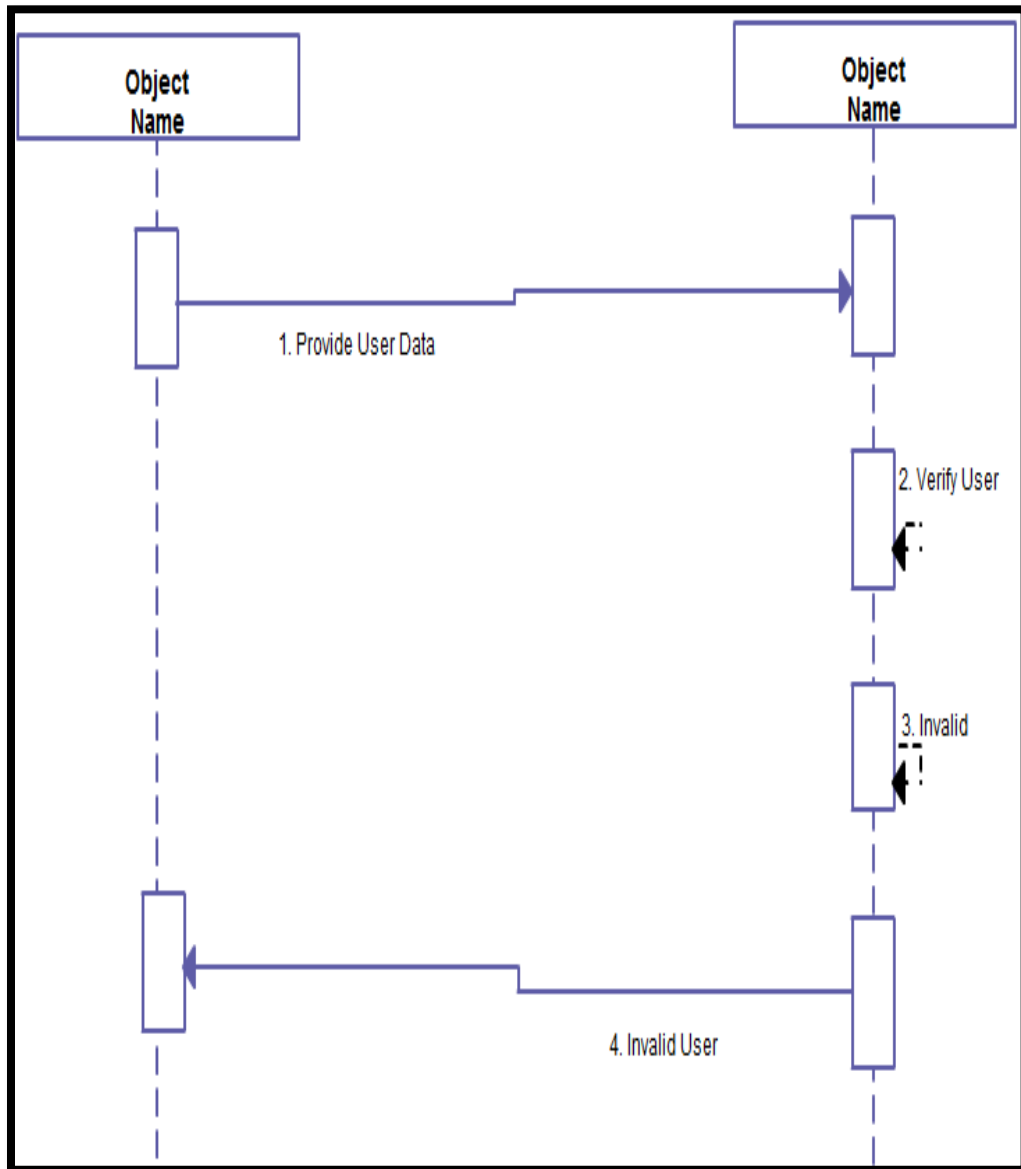 Object
Name
Object
Name
1. Provide User Data
2. Verify User
3. Invalid
4. Invalid User